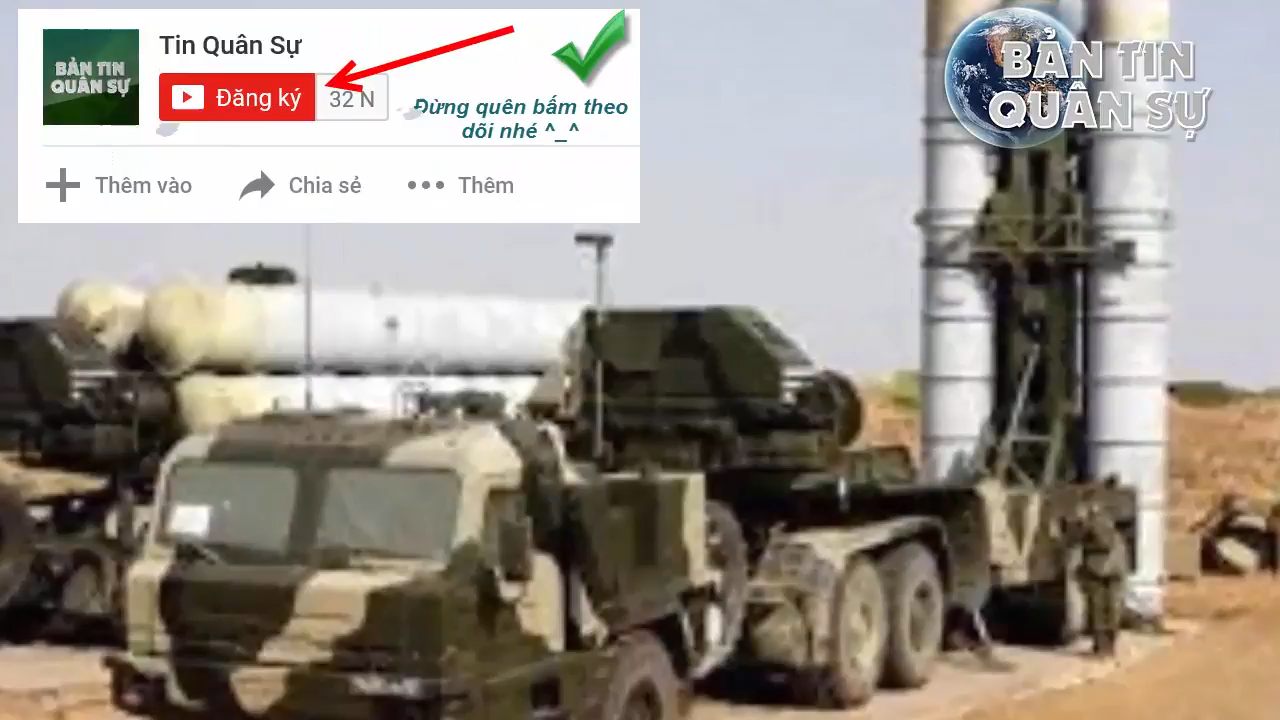 Tin Quân Sự
BẢN TIN
QUÂN SỰ
Đăng ký
32 N
Đừng quên bấm theo
dõi nhé ^_^
Thêm vào
Chia sẻ
Thêm
BẢN TIN
QUÂN SỰ